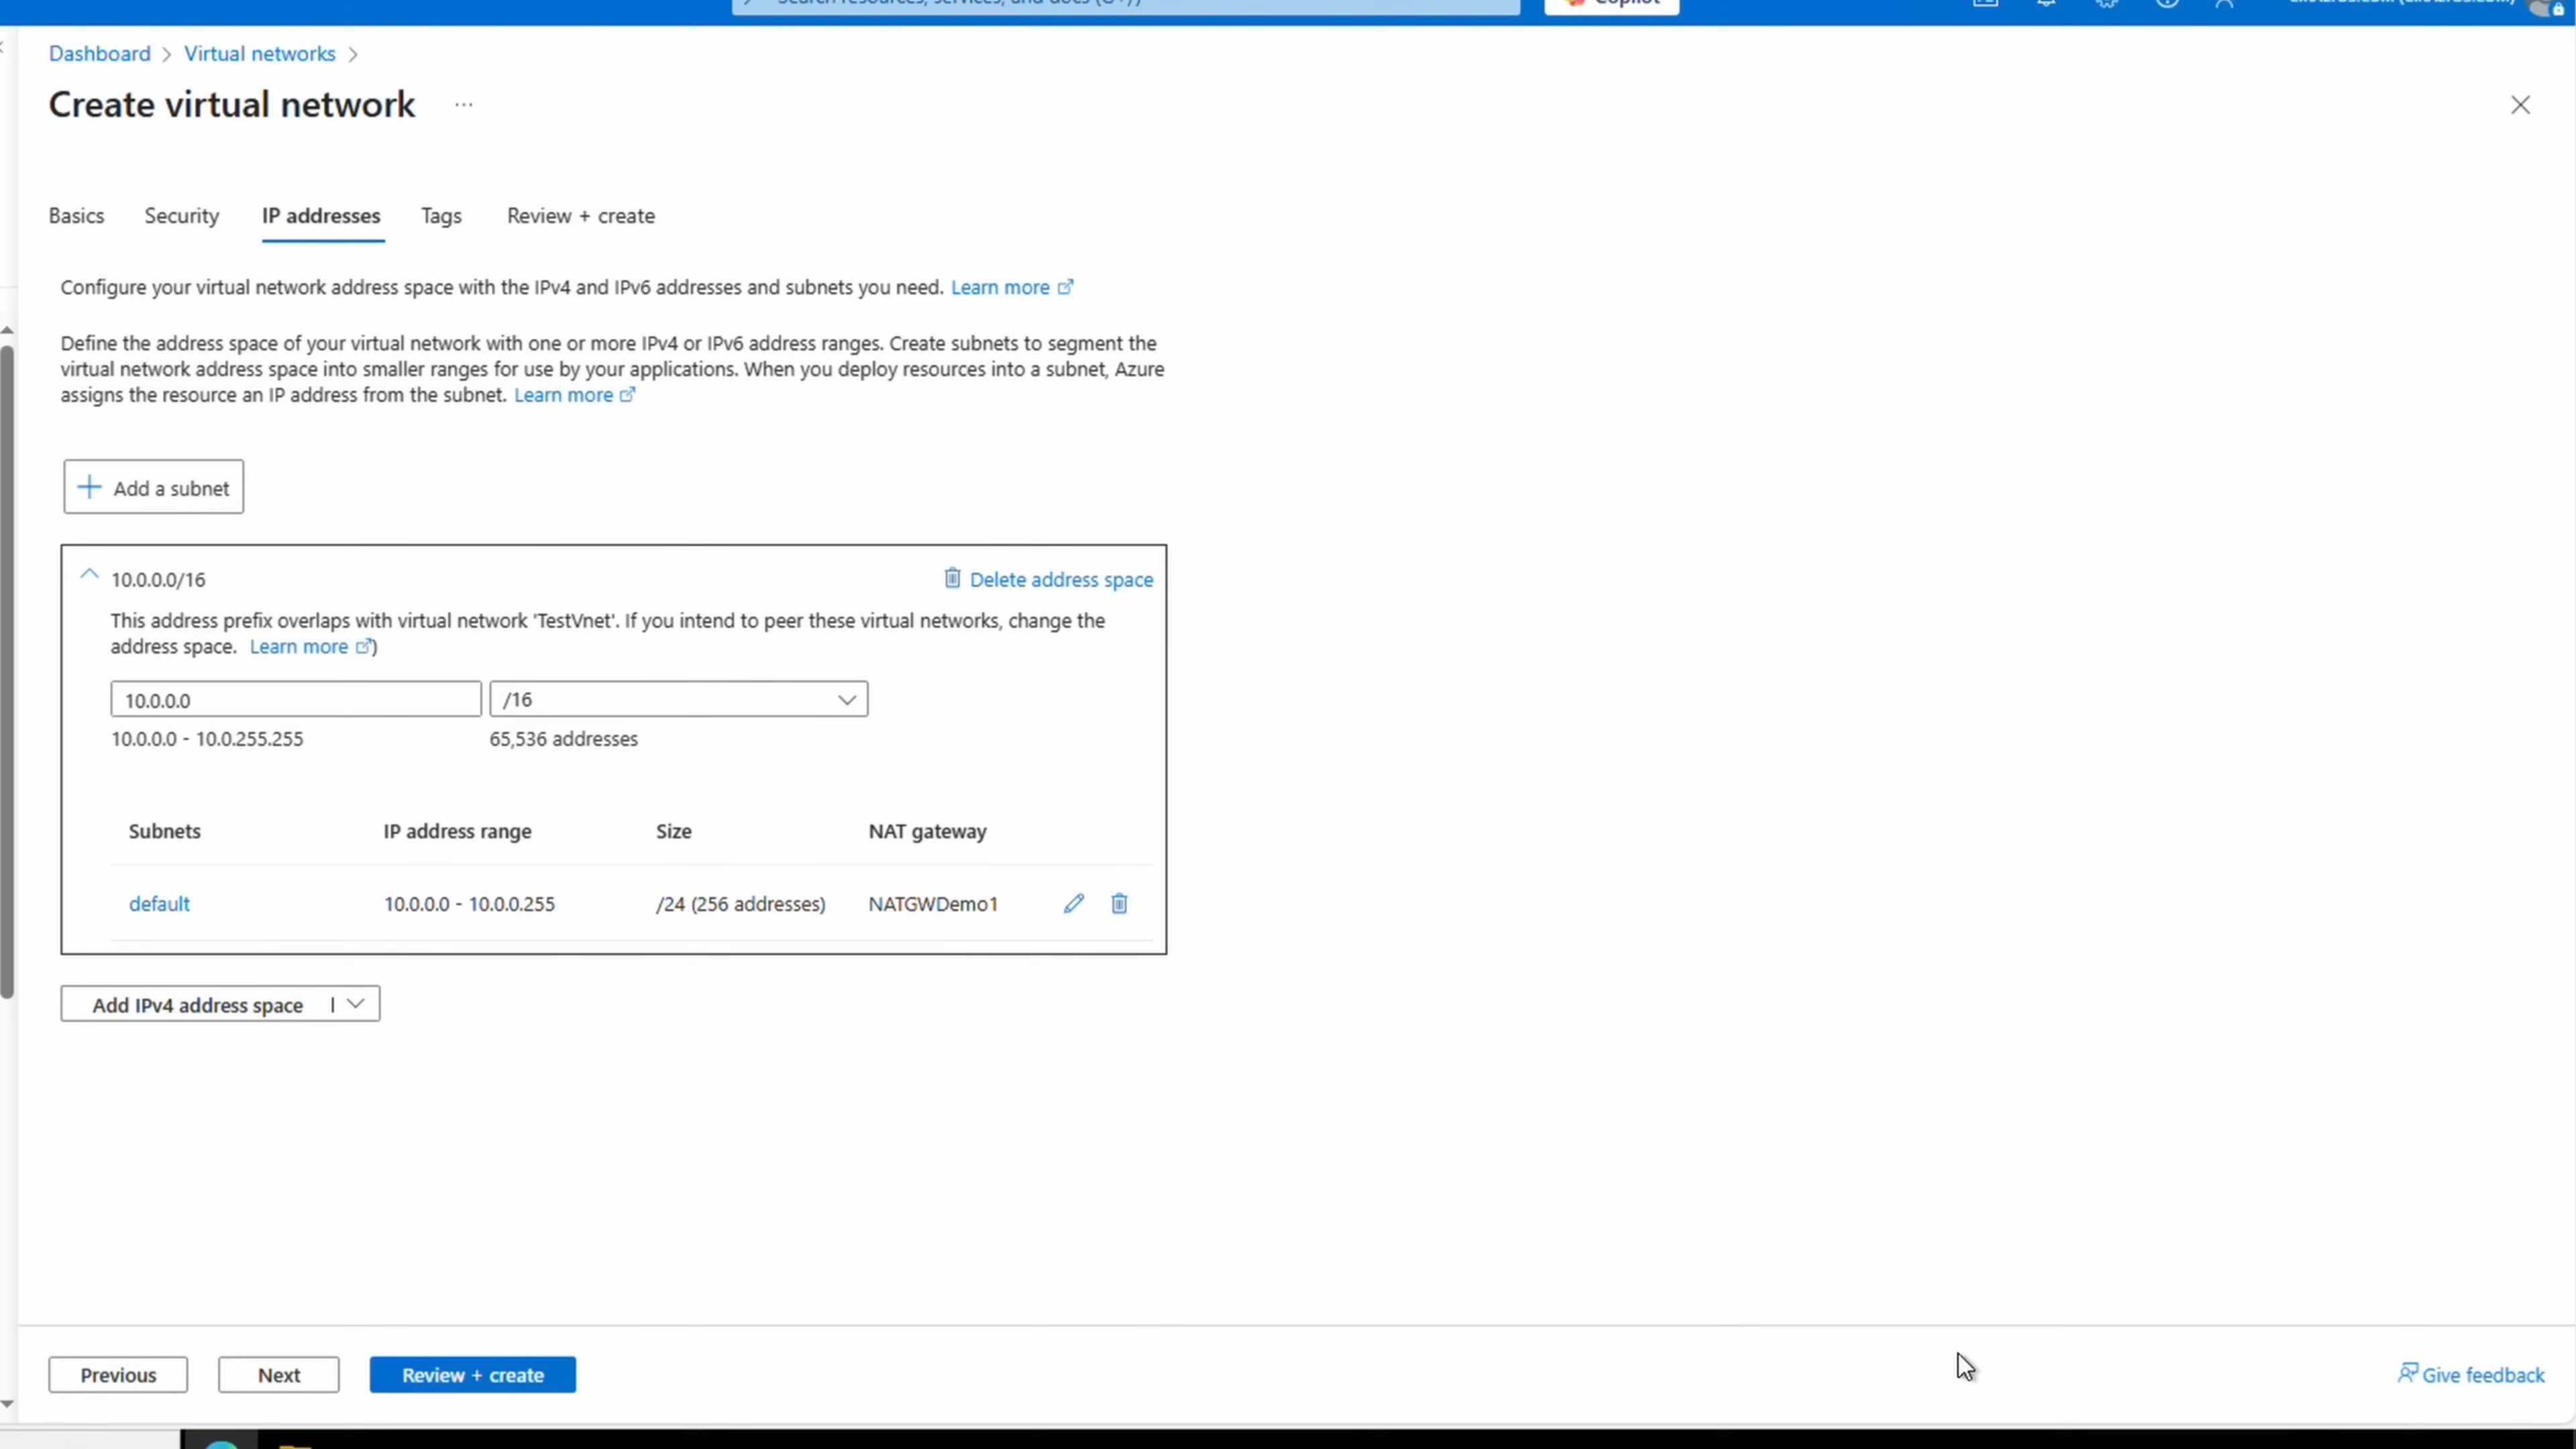 Search resources, services, and docs (G+/)
Copilot
Dashboard > Virtual networks >
Create virtual network ...
Basics Security IP addresses Tags Review + create
Configure your virtual network address space with the IPv4 and IPv6 addresses and subnets you need. Learn more
Define the address space of your virtual network with one or more IPv4 or IPv6 address ranges. Create subnets to segment the
virtual network address space into smaller ranges for use by your applications. When you deploy resources into a subnet, Azure
assigns the resource an IP address from the subnet. Learn more
+ Add a subnet
10.0.0.0/16 Delete address space
This address prefix overlaps with virtual network 'TestVnet'. If you intend to peer these virtual networks, change the
address space. Learn more )
10.0.0.0 /16
10.0.0.0 - 10.0.255.255 65,536 addresses
Subnets IP address range Size NAT gateway
default 10.0.0.0 - 10.0.0.255 /24 (256 addresses) NATGWDemo1
Add IPv4 address space |
Previous Next Review + create Give feedback